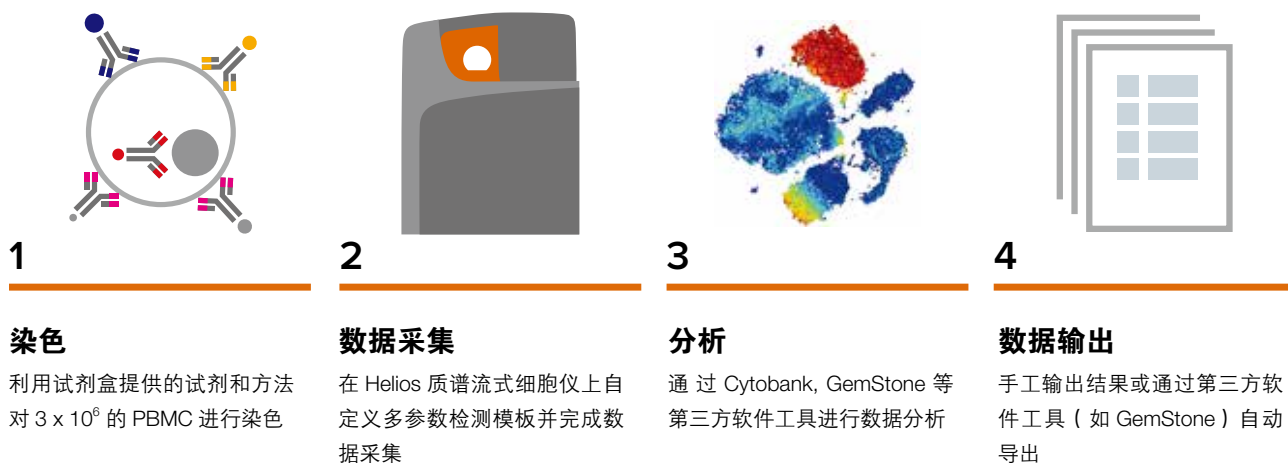 1
染色
利用试剂盒提供的试剂和方法
对 3 x 10⁶ 的 PBMC 进行染色
2
数据采集
在 Helios 质谱流式细胞仪上自
定义多参数检测模板并完成数
据采集
3
分析
通 过 Cytobank, GemStone 等
第三方软件工具进行数据分析
4
数据输出
手工输出结果或通过第三方软
件工具（如 GemStone）自动
导出